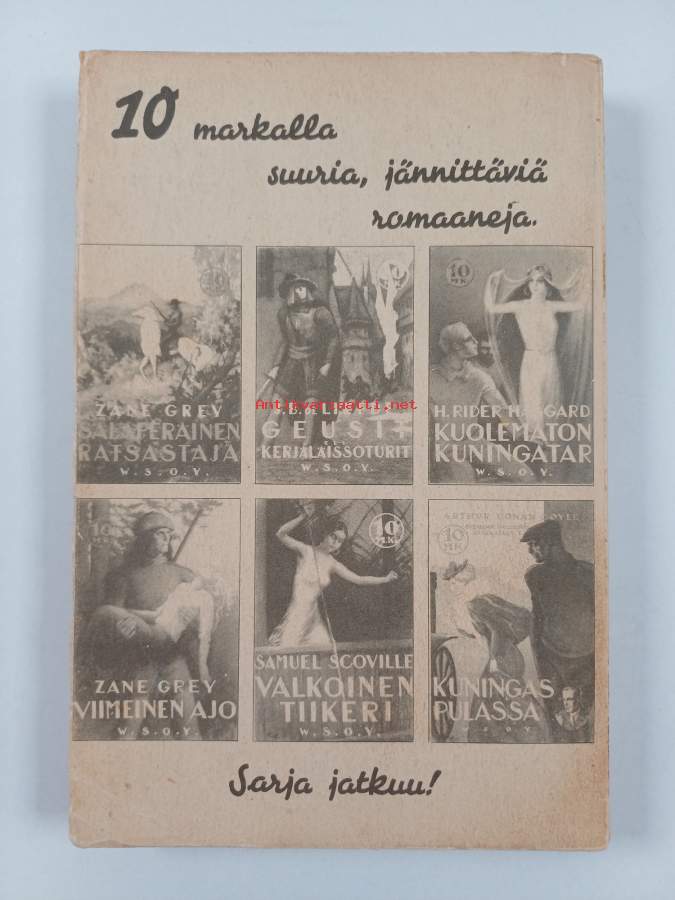 10 markalla
suuria, jännittäviä
romaaneja.
ZANE GREY
SALAPERÄINEN
RATSASTAJA
W.S.O.Y.
Antikvariaatti.net
GEUSIT
KERJÄLÄISSOTURIT
W.S.O.Y.
10
MK.
H. RIDER HAGGARD
KUOLEMATON
KUNINGATAR
W.S.O.Y.
10
MK.
ZANE GREY
VIIMEINEN AJO
W.S.O.Y.
10
MK.
SAMUEL SCOVILLE
VALKOINEN
TIIKERI
W.S.O.Y.
ARTHUR CONAN DOYLE
10
MK.
KUNINGAS
PULASSA
W.S.O.Y.
Sarja jatkuu!